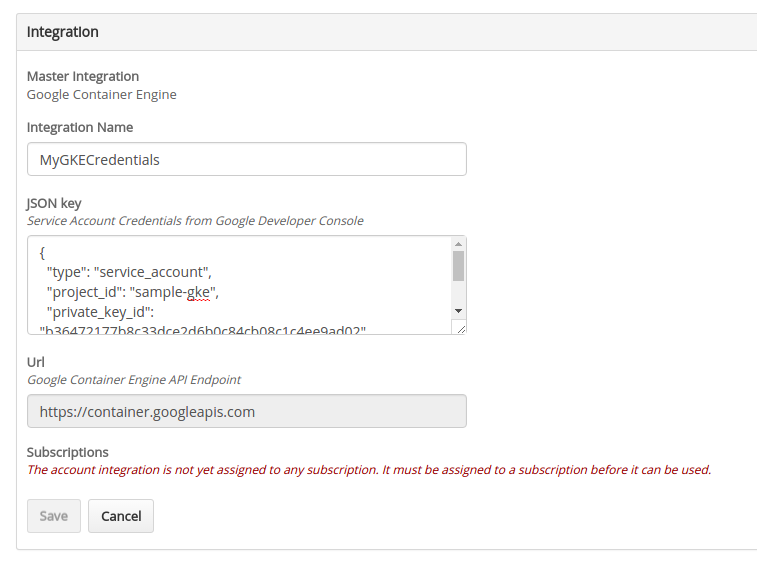 Integration
Master Integration
Google Container Engine
Integration Name
MyGKECredentials
JSON key
Service Account Credentials from Google Developer Console
{
"type": "service_account",
"project_id": "sample-gke",
"private_key_id":
"b36472177b8c33dce2d6b0c84cb08c1c4ee9ad02"
Url
Google Container Engine API Endpoint
https://container.googleapis.com
Subscriptions
The account integration is not yet assigned to any subscription. It must be assigned to a subscription before it can be used.
Save
Cancel